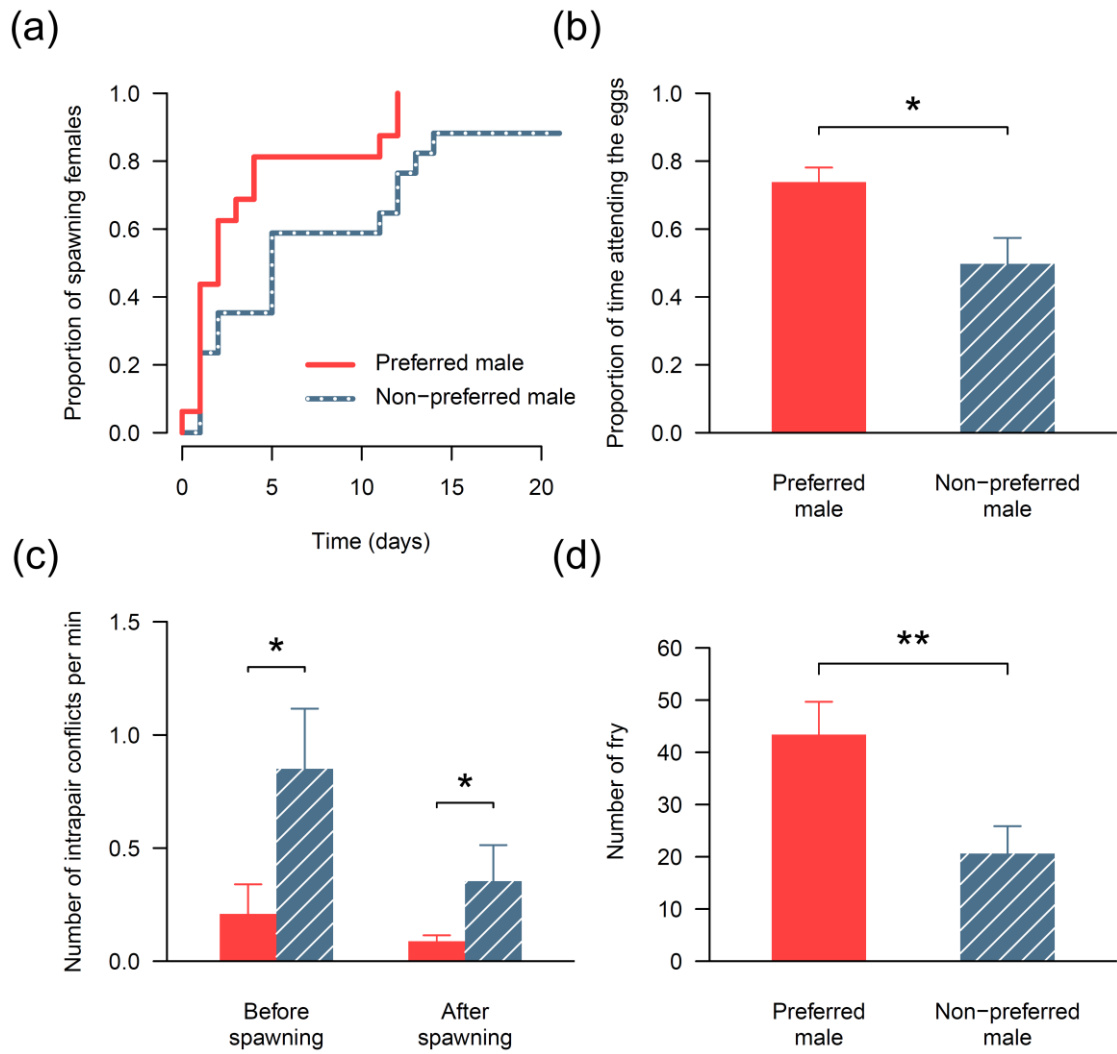 (a)
Proportion of spawning females
1.0
0.8
0.6
0.4
0.2
0.0
Preferred male
Non−preferred male
0 5 10 15 20
Time (days)
(b)
Proportion of time attending the eggs
1.0
0.8
0.6
0.4
0.2
0.0
*
Preferred
male
Non−preferred
male
(c)
Number of intrapair conflicts per min
1.5
1.0
0.5
0.0
*
*
Before
spawning
After
spawning
(d)
Number of fry
60
50
40
30
20
10
0
**
Preferred
male
Non−preferred
male